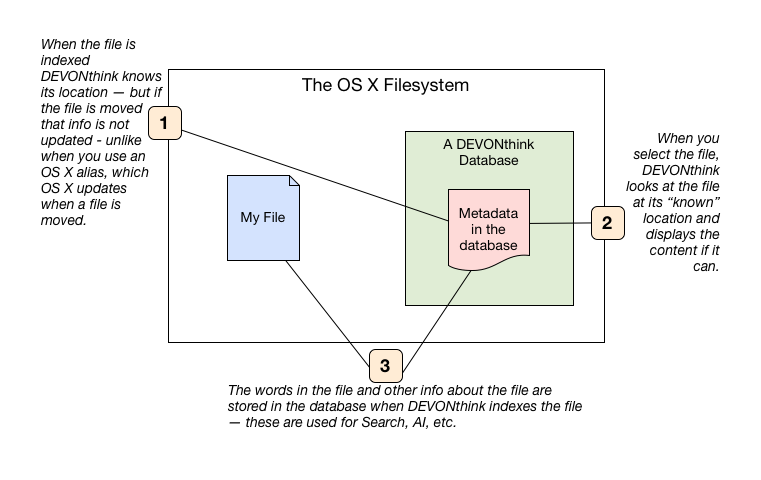 When the file is
indexed
DEVONthink knows
its location — but if
the file is moved
that info is not
updated - unlike
when you use an
OS X alias, which
OS X updates
when a file is
moved.
The OS X Filesystem
1
A DEVONthink
Database
My File
Metadata
in the
database
2
When you
select the file,
DEVONthink
looks at the file
at its “known”
location and
displays the
content if it
can.
3
The words in the file and other info about the file are
stored in the database when DEVONthink indexes the file
— these are used for Search, AI, etc.